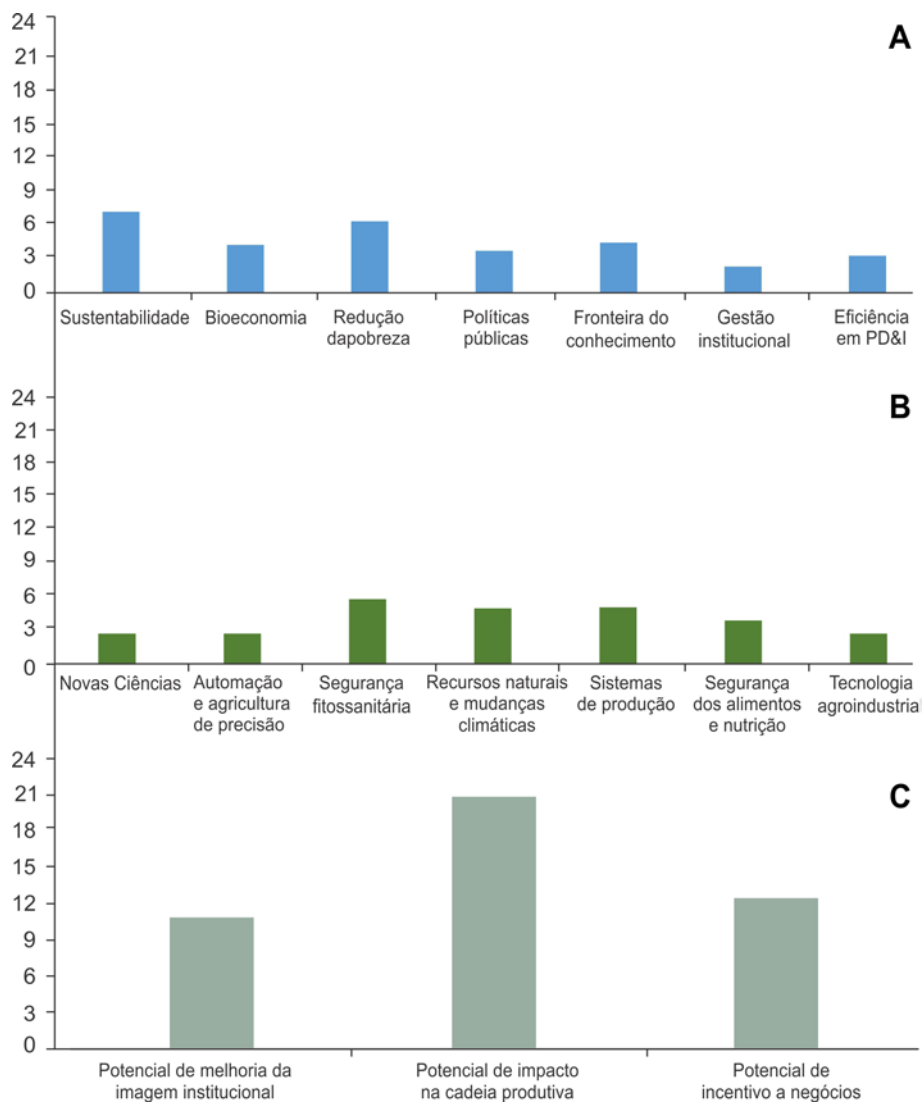 24
A
21
18
15
12
9
6
3
0
Sustentabilidade
Bioeconomia
Redução
dapobreza
Políticas
públicas
Fronteira do
conhecimento
Gestão
institucional
Eficiência
em PD&I
24
B
21
18
15
12
9
6
3
0
Novas Ciências
Automação
e agricultura
de precisão
Segurança
fitossanitária
Recursos naturais
e mudanças
climáticas
Sistemas
de produção
Segurança
dos alimentos
e nutrição
Tecnologia
agroindustrial
24
C
21
18
15
12
9
6
3
0
Potencial de melhoria da
imagem institucional
Potencial de impacto
na cadeia produtiva
Potencial de
incentivo a negócios